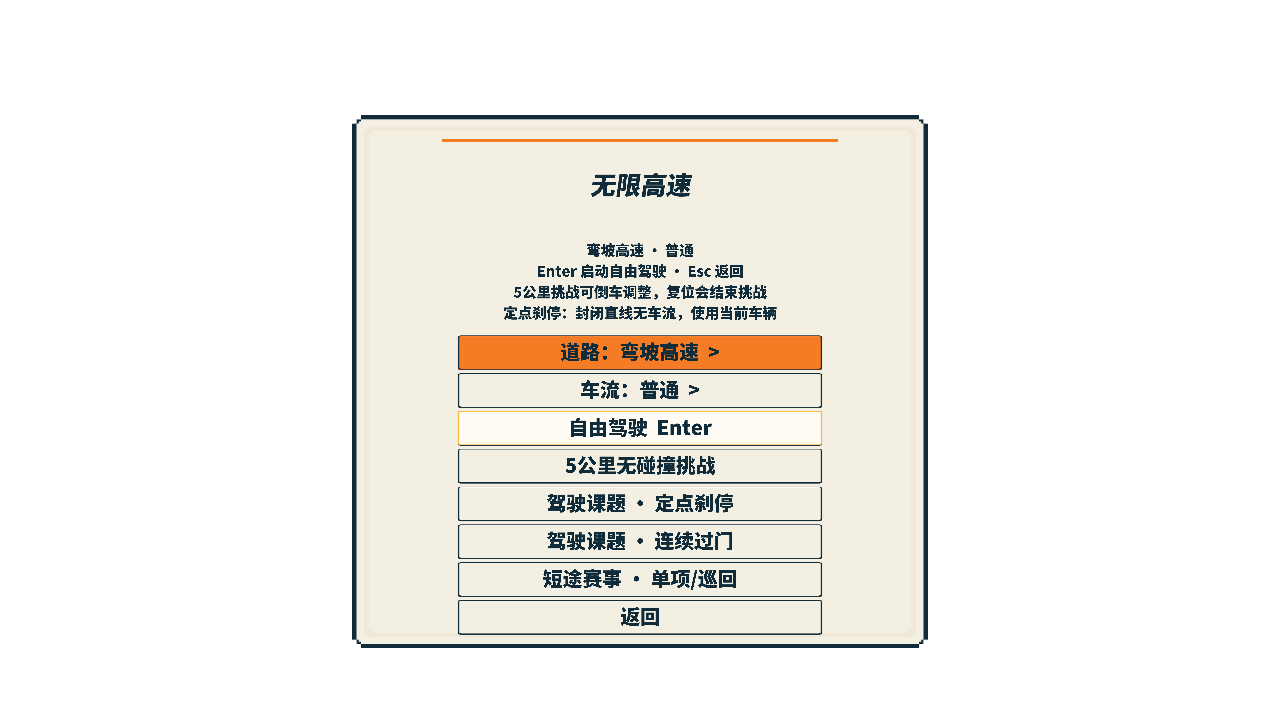 无限高速
弯坡高速 · 普通
Enter 启动自由驾驶 · Esc 返回
5公里挑战可倒车调整，复位会结束挑战
定点刹停：封闭直线无车流，使用当前车辆
道路：弯坡高速 >
车流：普通 >
自由驾驶 Enter
5公里无碰撞挑战
驾驶课题 · 定点刹停
驾驶课题 · 连续过门
短途赛事 · 单项/巡回
返回